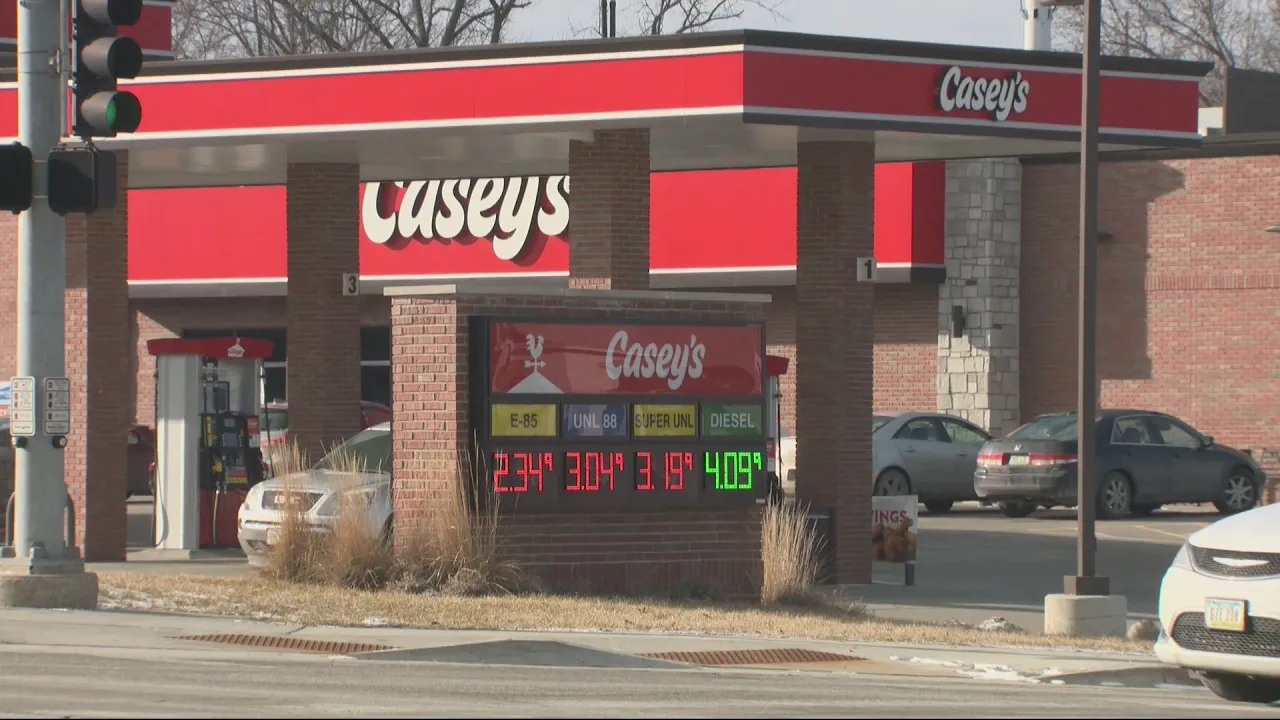 Casey's
Casey's
3
1
Casey's
E-85 UNL 88 SUPER UNL DIESEL
2.34⁹ 3.04⁹ 3.19⁹ 4.09⁹
INGS